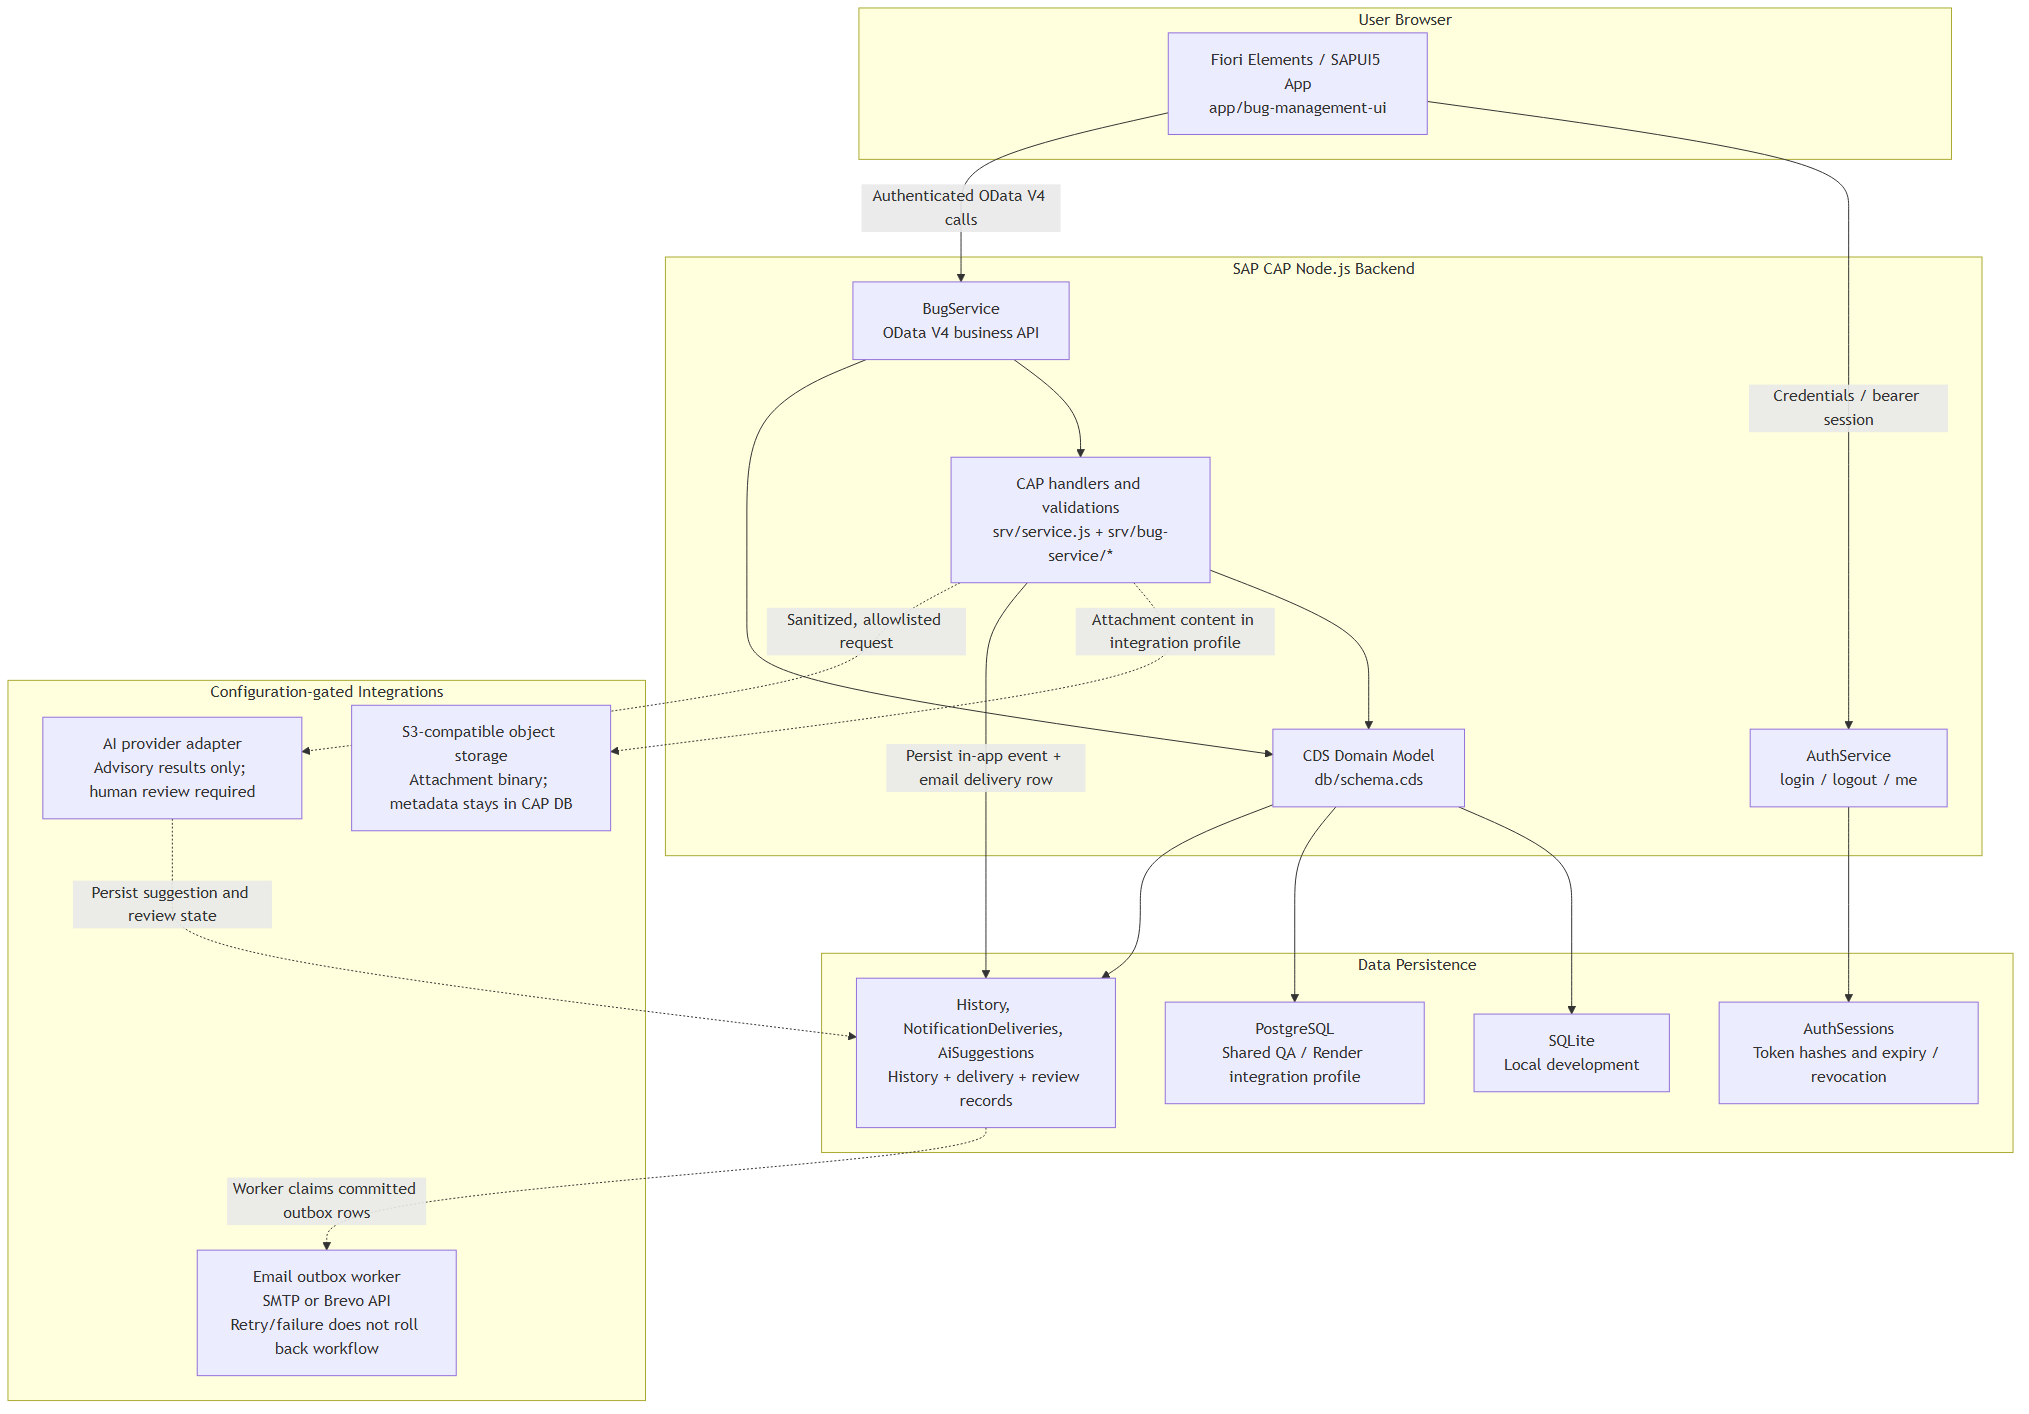 User Browser
Fiori Elements / SAPUI5
App
app/bug-management-ui
Authenticated OData V4
calls
SAP CAP Node.js Backend
BugService
OData V4 business API
Credentials / bearer
session
CAP handlers and
validations
srv/service.js + srv/bug-
service/*
Sanitized, allowlisted
request
Attachment content in
integration profile
Configuration-gated Integrations
AI provider adapter
Advisory results only;
human review required
S3-compatible object
storage
Attachment binary;
metadata stays in CAP DB
Persist in-app event +
email delivery row
CDS Domain Model
db/schema.cds
AuthService
login / logout / me
Persist suggestion and
review state
Data Persistence
History,
NotificationDeliveries,
AiSuggestions
History + delivery + review
records
PostgreSQL
Shared QA / Render
integration profile
SQLite
Local development
AuthSessions
Token hashes and expiry /
revocation
Worker claims committed
outbox rows
Email outbox worker
SMTP or Brevo API
Retry/failure does not roll
back workflow